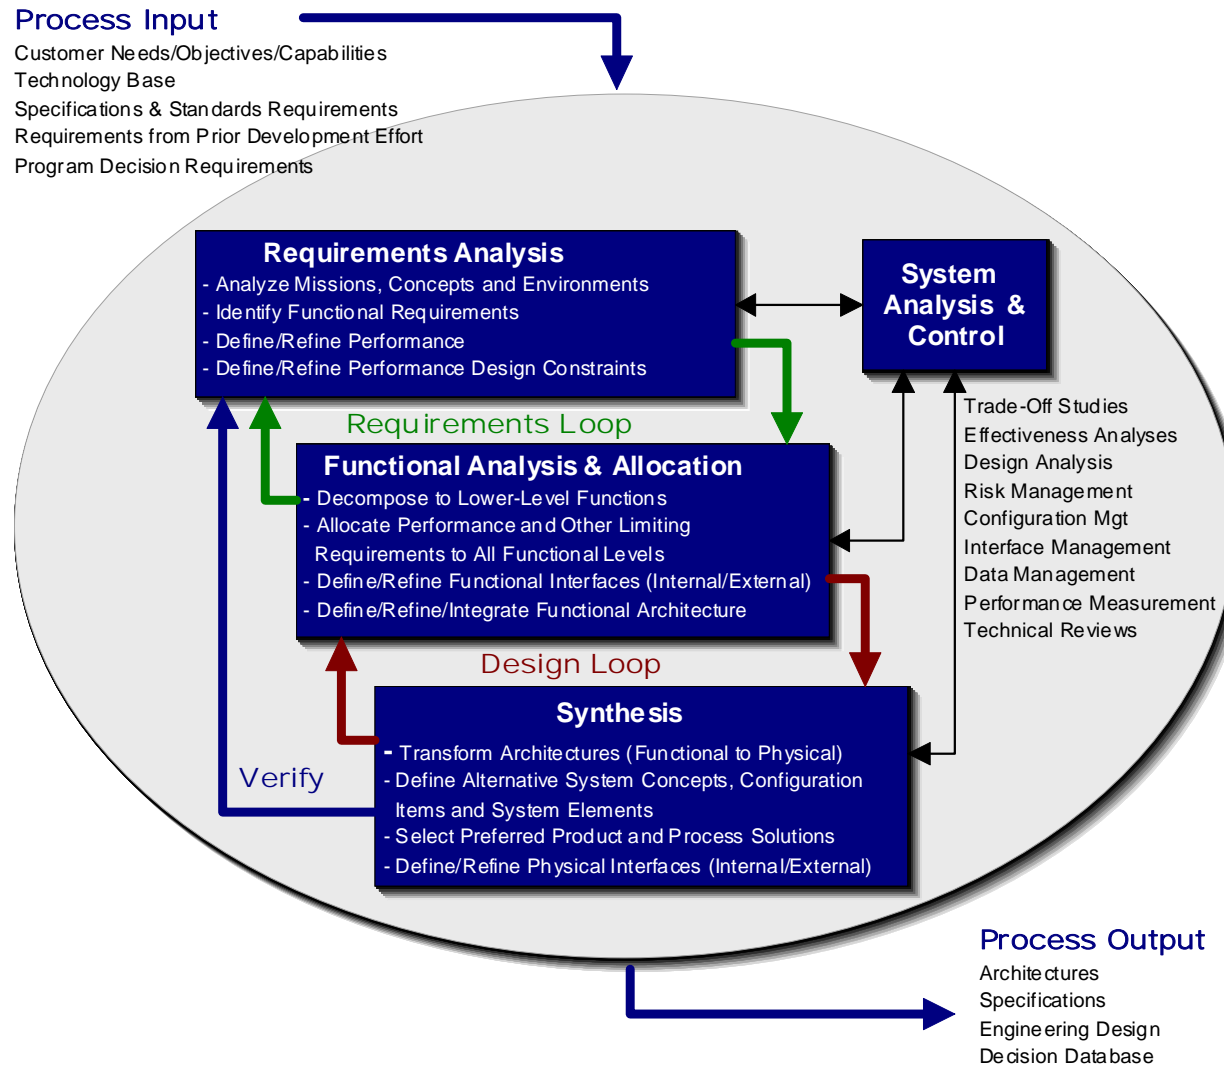 Process Input
Customer Needs/Objectives/Capabilities
Technology Base
Specifications & Standards Requirements
Requirements from Prior Development Effort
Program Decision Requirements
Requirements Analysis
- Analyze Missions, Concepts and Environments
- Identify Functional Requirements
- Define/Refine Performance
- Define/Refine Performance Design Constraints
System
Analysis &
Control
Requirements Loop
Trade-Off Studies
Effectiveness Analyses
Design Analysis
Risk Management
Configuration Mgt
Interface Management
Data Management
Performance Measurement
Technical Reviews
Functional Analysis & Allocation
- Decompose to Lower-Level Functions
- Allocate Performance and Other Limiting
Requirements to All Functional Levels
- Define/Refine Functional Interfaces (Internal/External)
- Define/Refine/Integrate Functional Architecture
Design Loop
Synthesis
- Transform Architectures (Functional to Physical)
- Define Alternative System Concepts, Configuration
Items and System Elements
- Select Preferred Product and Process Solutions
- Define/Refine Physical Interfaces (Internal/External)
Verify
Process Output
Architectures
Specifications
Engineering Design
Decision Database